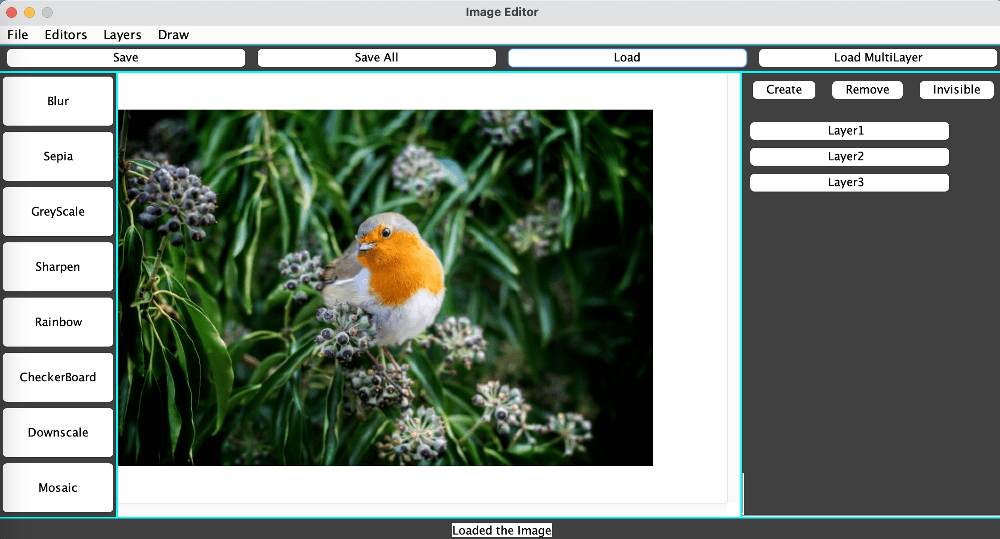 Image Editor
File Editors Layers Draw
Save Save All Load Load MultiLayer
Blur
Sepia
GreyScale
Sharpen
Rainbow
CheckerBoard
Downscale
Mosaic
Create Remove Invisible
Layer1
Layer2
Layer3
Loaded the Image